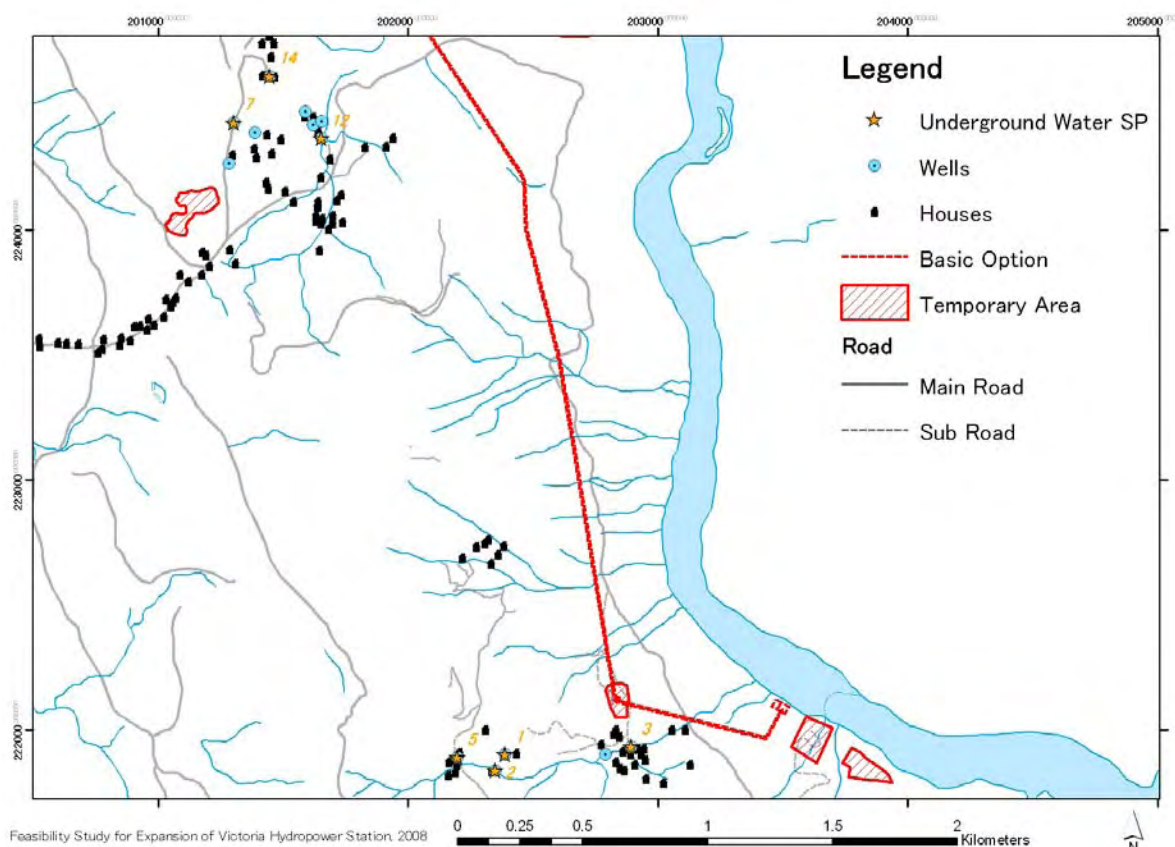 201000 202000 203000 204000 205000
224000
223000
222000
14
7
12
5
1
2
3
Legend
Underground Water SP
Wells
Houses
Basic Option
Temporary Area
Road
Main Road
Sub Road
Feasibility Study for Expansion of Victoria Hydropower Station, 2008
0 0.25 0.5 1 1.5 2
Kilometers
N